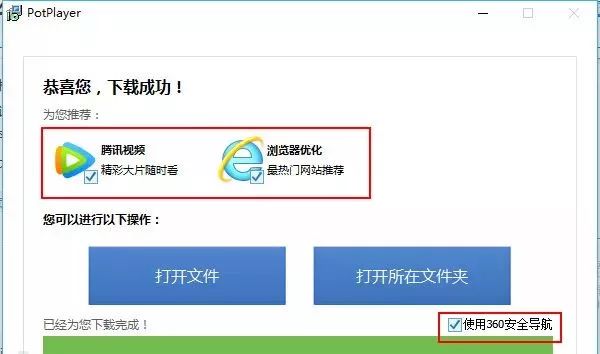 PotPlayer
恭喜您，下载成功！
为您推荐：
腾讯视频
精彩大片随时看
浏览器优化
最热门网站推荐
您可以进行以下操作：
打开文件
打开所在文件夹
已经为您下载完成！
使用360安全导航